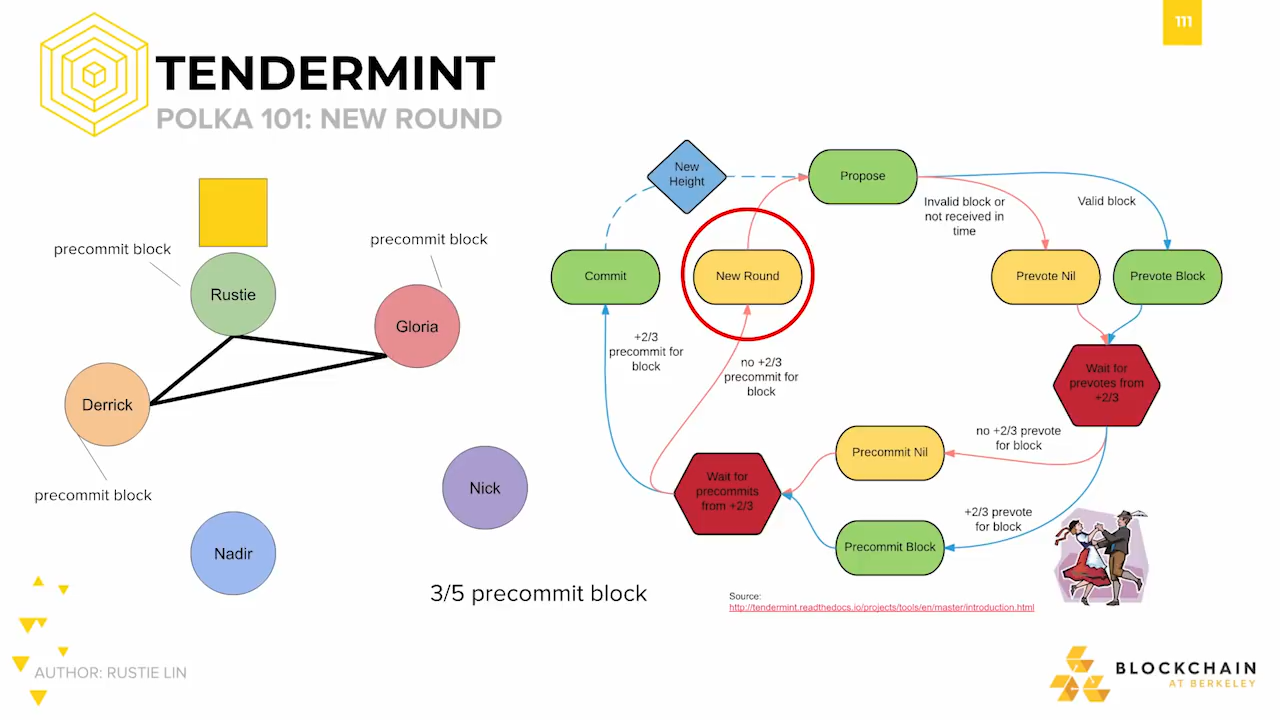 111
TENDERMINT
POLKA 101: NEW ROUND
precommit block
Rustie
precommit block
Gloria
Derrick
precommit block
Nick
Nadir
3/5 precommit block
New
Height
Propose
Invalid block or
not received in
time
Valid block
Commit
New Round
Prevote Nil
Prevote Block
+2/3
precommit for
block
no +2/3
precommit for
block
Wait for
prevotes from
+2/3
no +2/3 prevote
for block
Precommit Nil
Wait for
precommits
from +2/3
+2/3 prevote
for block
Precommit Block
Source:
http://tendermint.readthedocs.io/projects/tools/en/master/introduction.html
AUTHOR: RUSTIE LIN
BLOCKCHAIN
AT BERKELEY